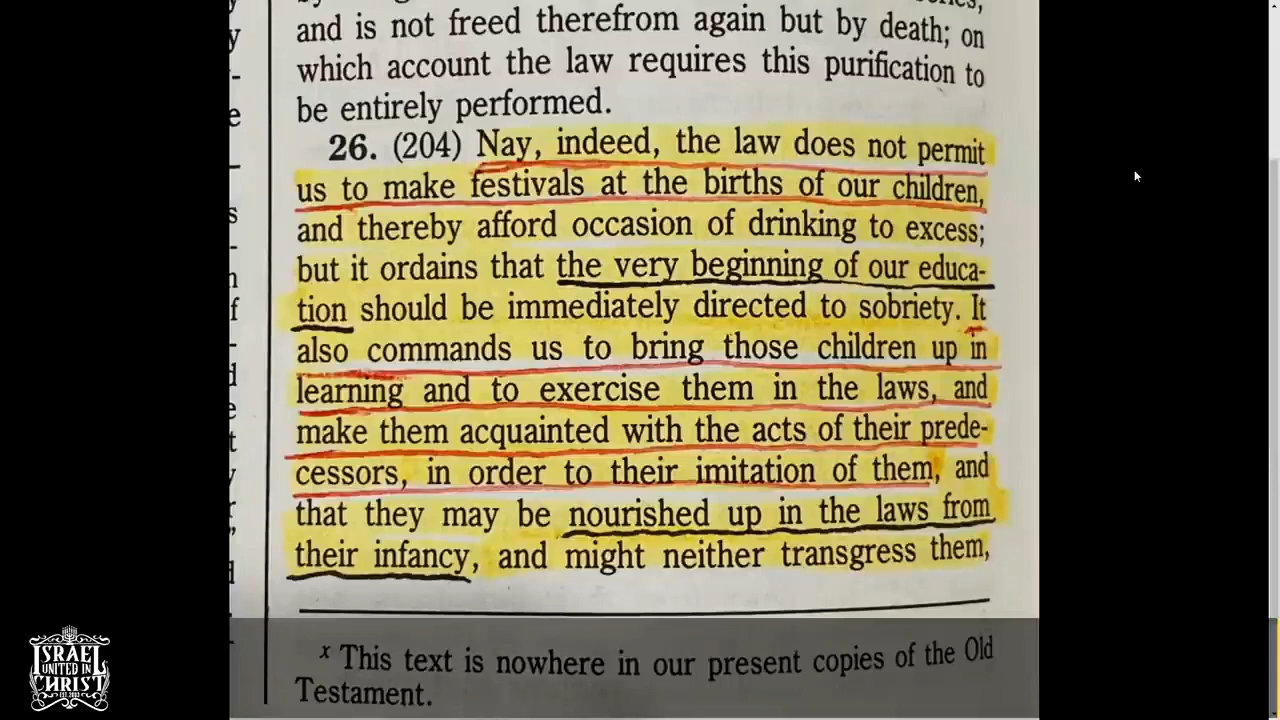 and is not freed therefrom again but by death; on
which account the law requires this purification to
be entirely performed.
26. (204) Nay, indeed, the law does not permit
us to make festivals at the births of our children,
and thereby afford occasion of drinking to excess;
but it ordains that the very beginning of our educa-
tion should be immediately directed to sobriety. It
also commands us to bring those children up in
learning and to exercise them in the laws, and
make them acquainted with the acts of their prede-
cessors, in order to their imitation of them, and
that they may be nourished up in the laws from
their infancy, and might neither transgress them,
x This text is nowhere in our present copies of the Old
Testament.
ISRAEL
UNITED IN
CHRIST
EST. 2003